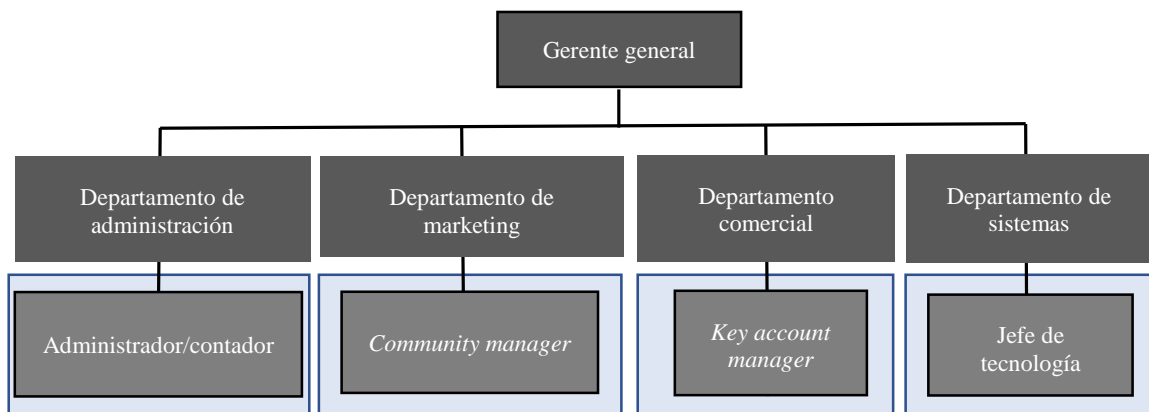 Gerente general
Departamento de
administración
Departamento de
marketing
Departamento
comercial
Departamento de
sistemas
Administrador/contador
Community manager
Key account
manager
Jefe de
tecnología